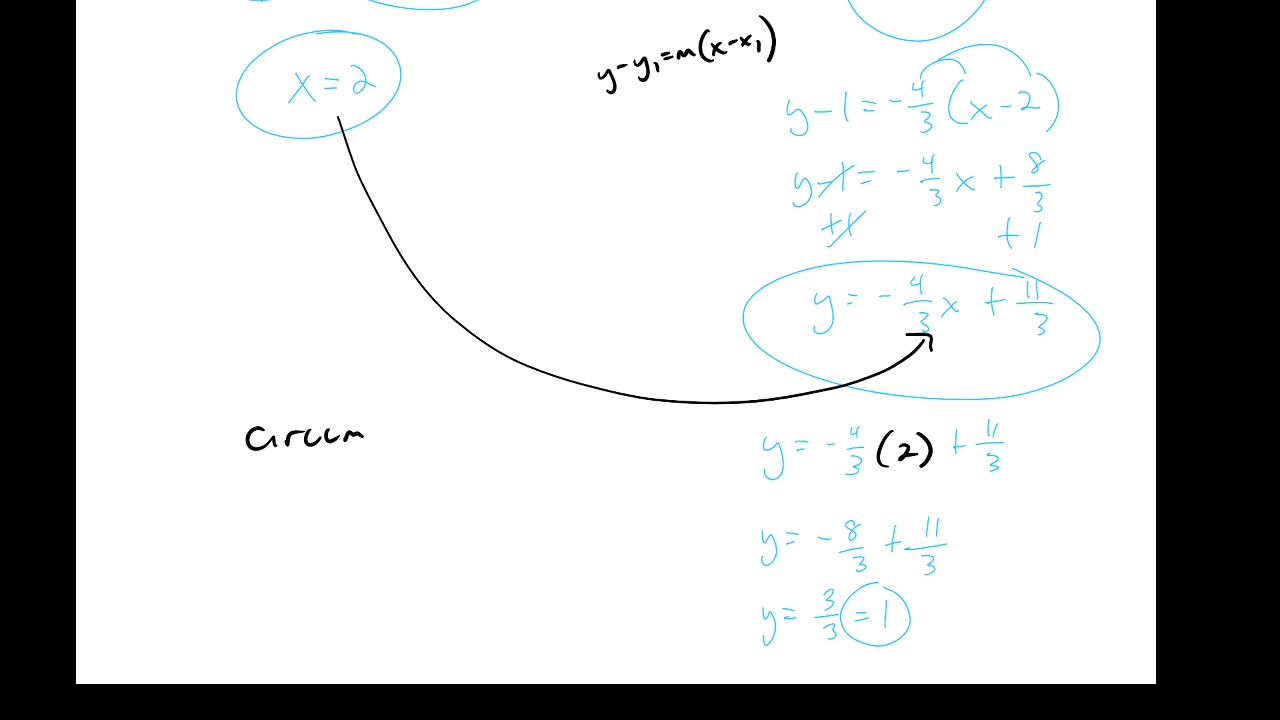 x = 2
y - y₁ = m(x - x₁)
y - 1 = -4/3 (x - 2)
y - 1 = -4/3 x + 8/3
+1 +1
y = -4/3 x + 11/3
Circum
y = -4/3 (2) + 11/3
y = -8/3 + 11/3
y = 3/3 = 1